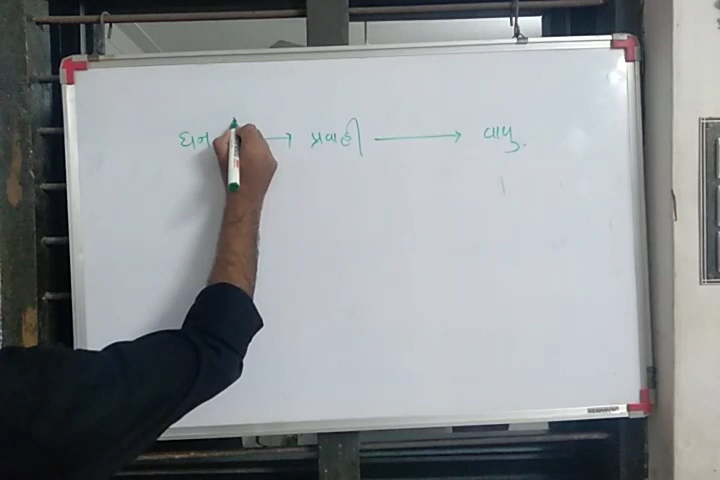 ઘન → પ્રવાહી → વાયુ.